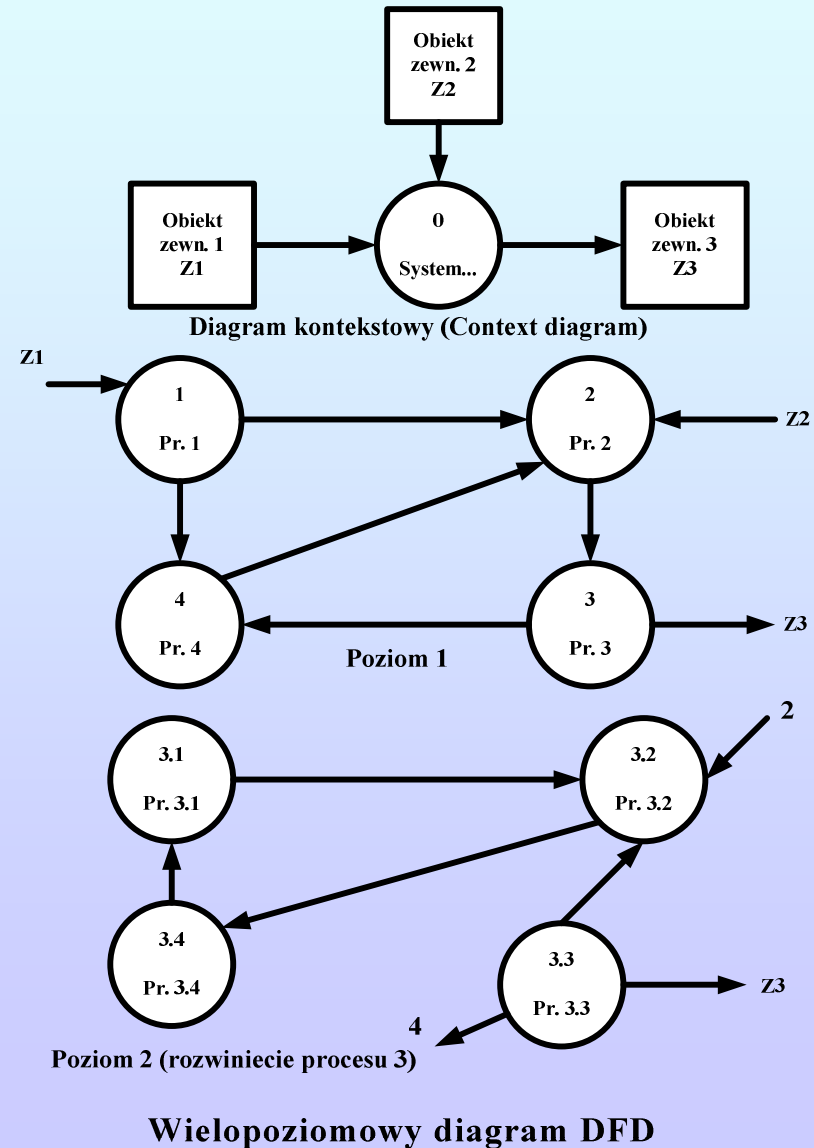 Obiekt
zewn. 2
Z2
Obiekt
zewn. 1
Z1
0
System...
Obiekt
zewn. 3
Z3
Diagram kontekstowy (Context diagram)
Z1
1
Pr. 1
2
Pr. 2
Z2
4
Pr. 4
3
Pr. 3
Z3
Poziom 1
2
3.1
Pr. 3.1
3.2
Pr. 3.2
3.4
Pr. 3.4
3.3
Pr. 3.3
Z3
4
Poziom 2 (rozwiniecie procesu 3)
Wielopoziomowy diagram DFD